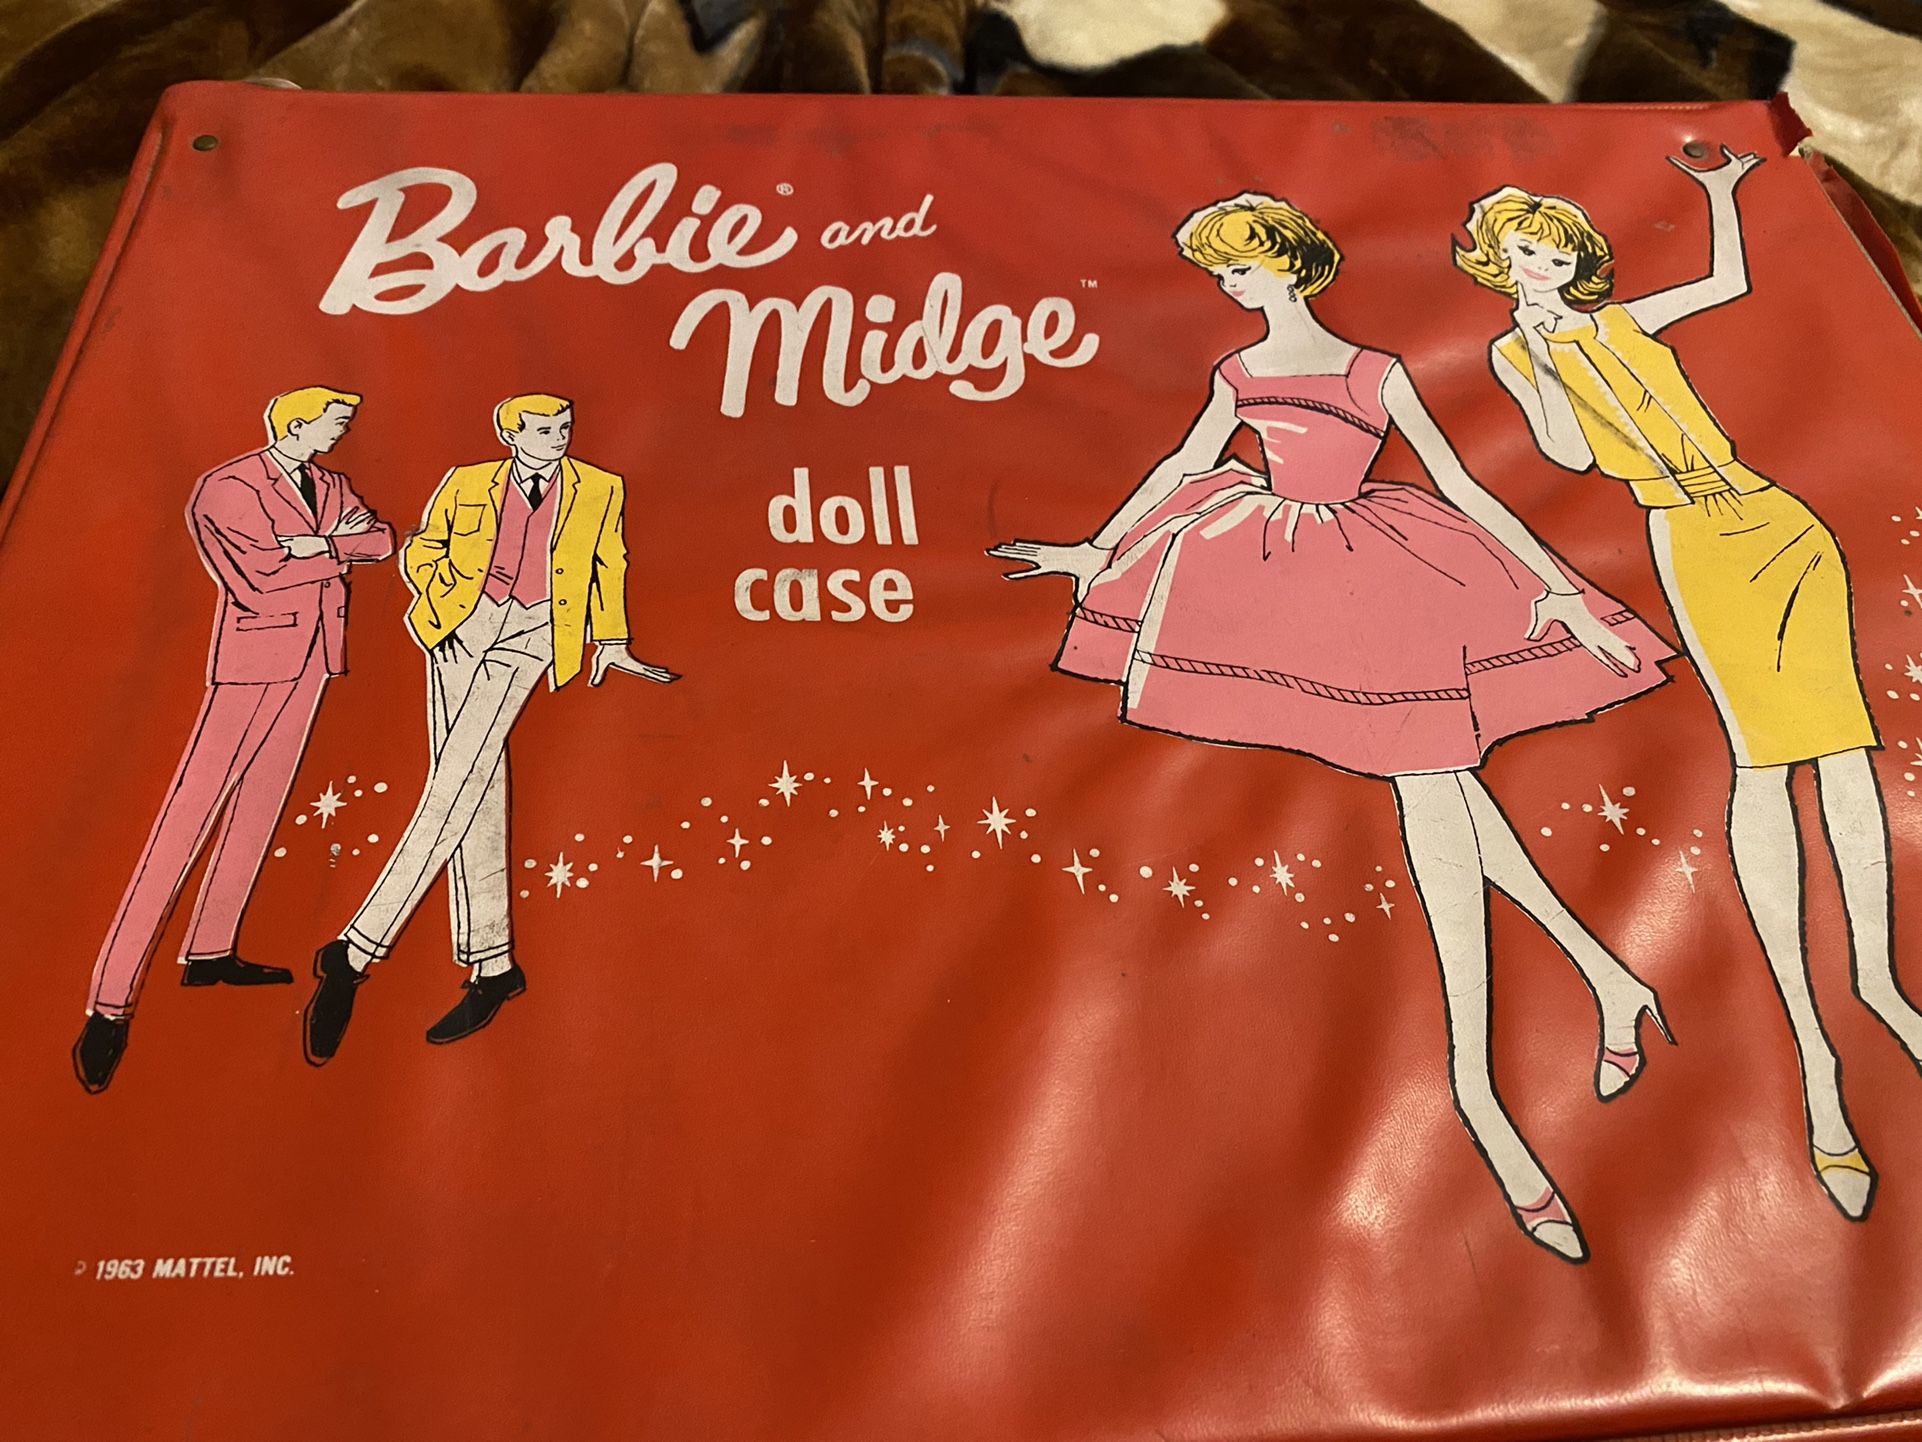 Barbie® and
Midge™
doll
case
© 1963 MATTEL, INC.